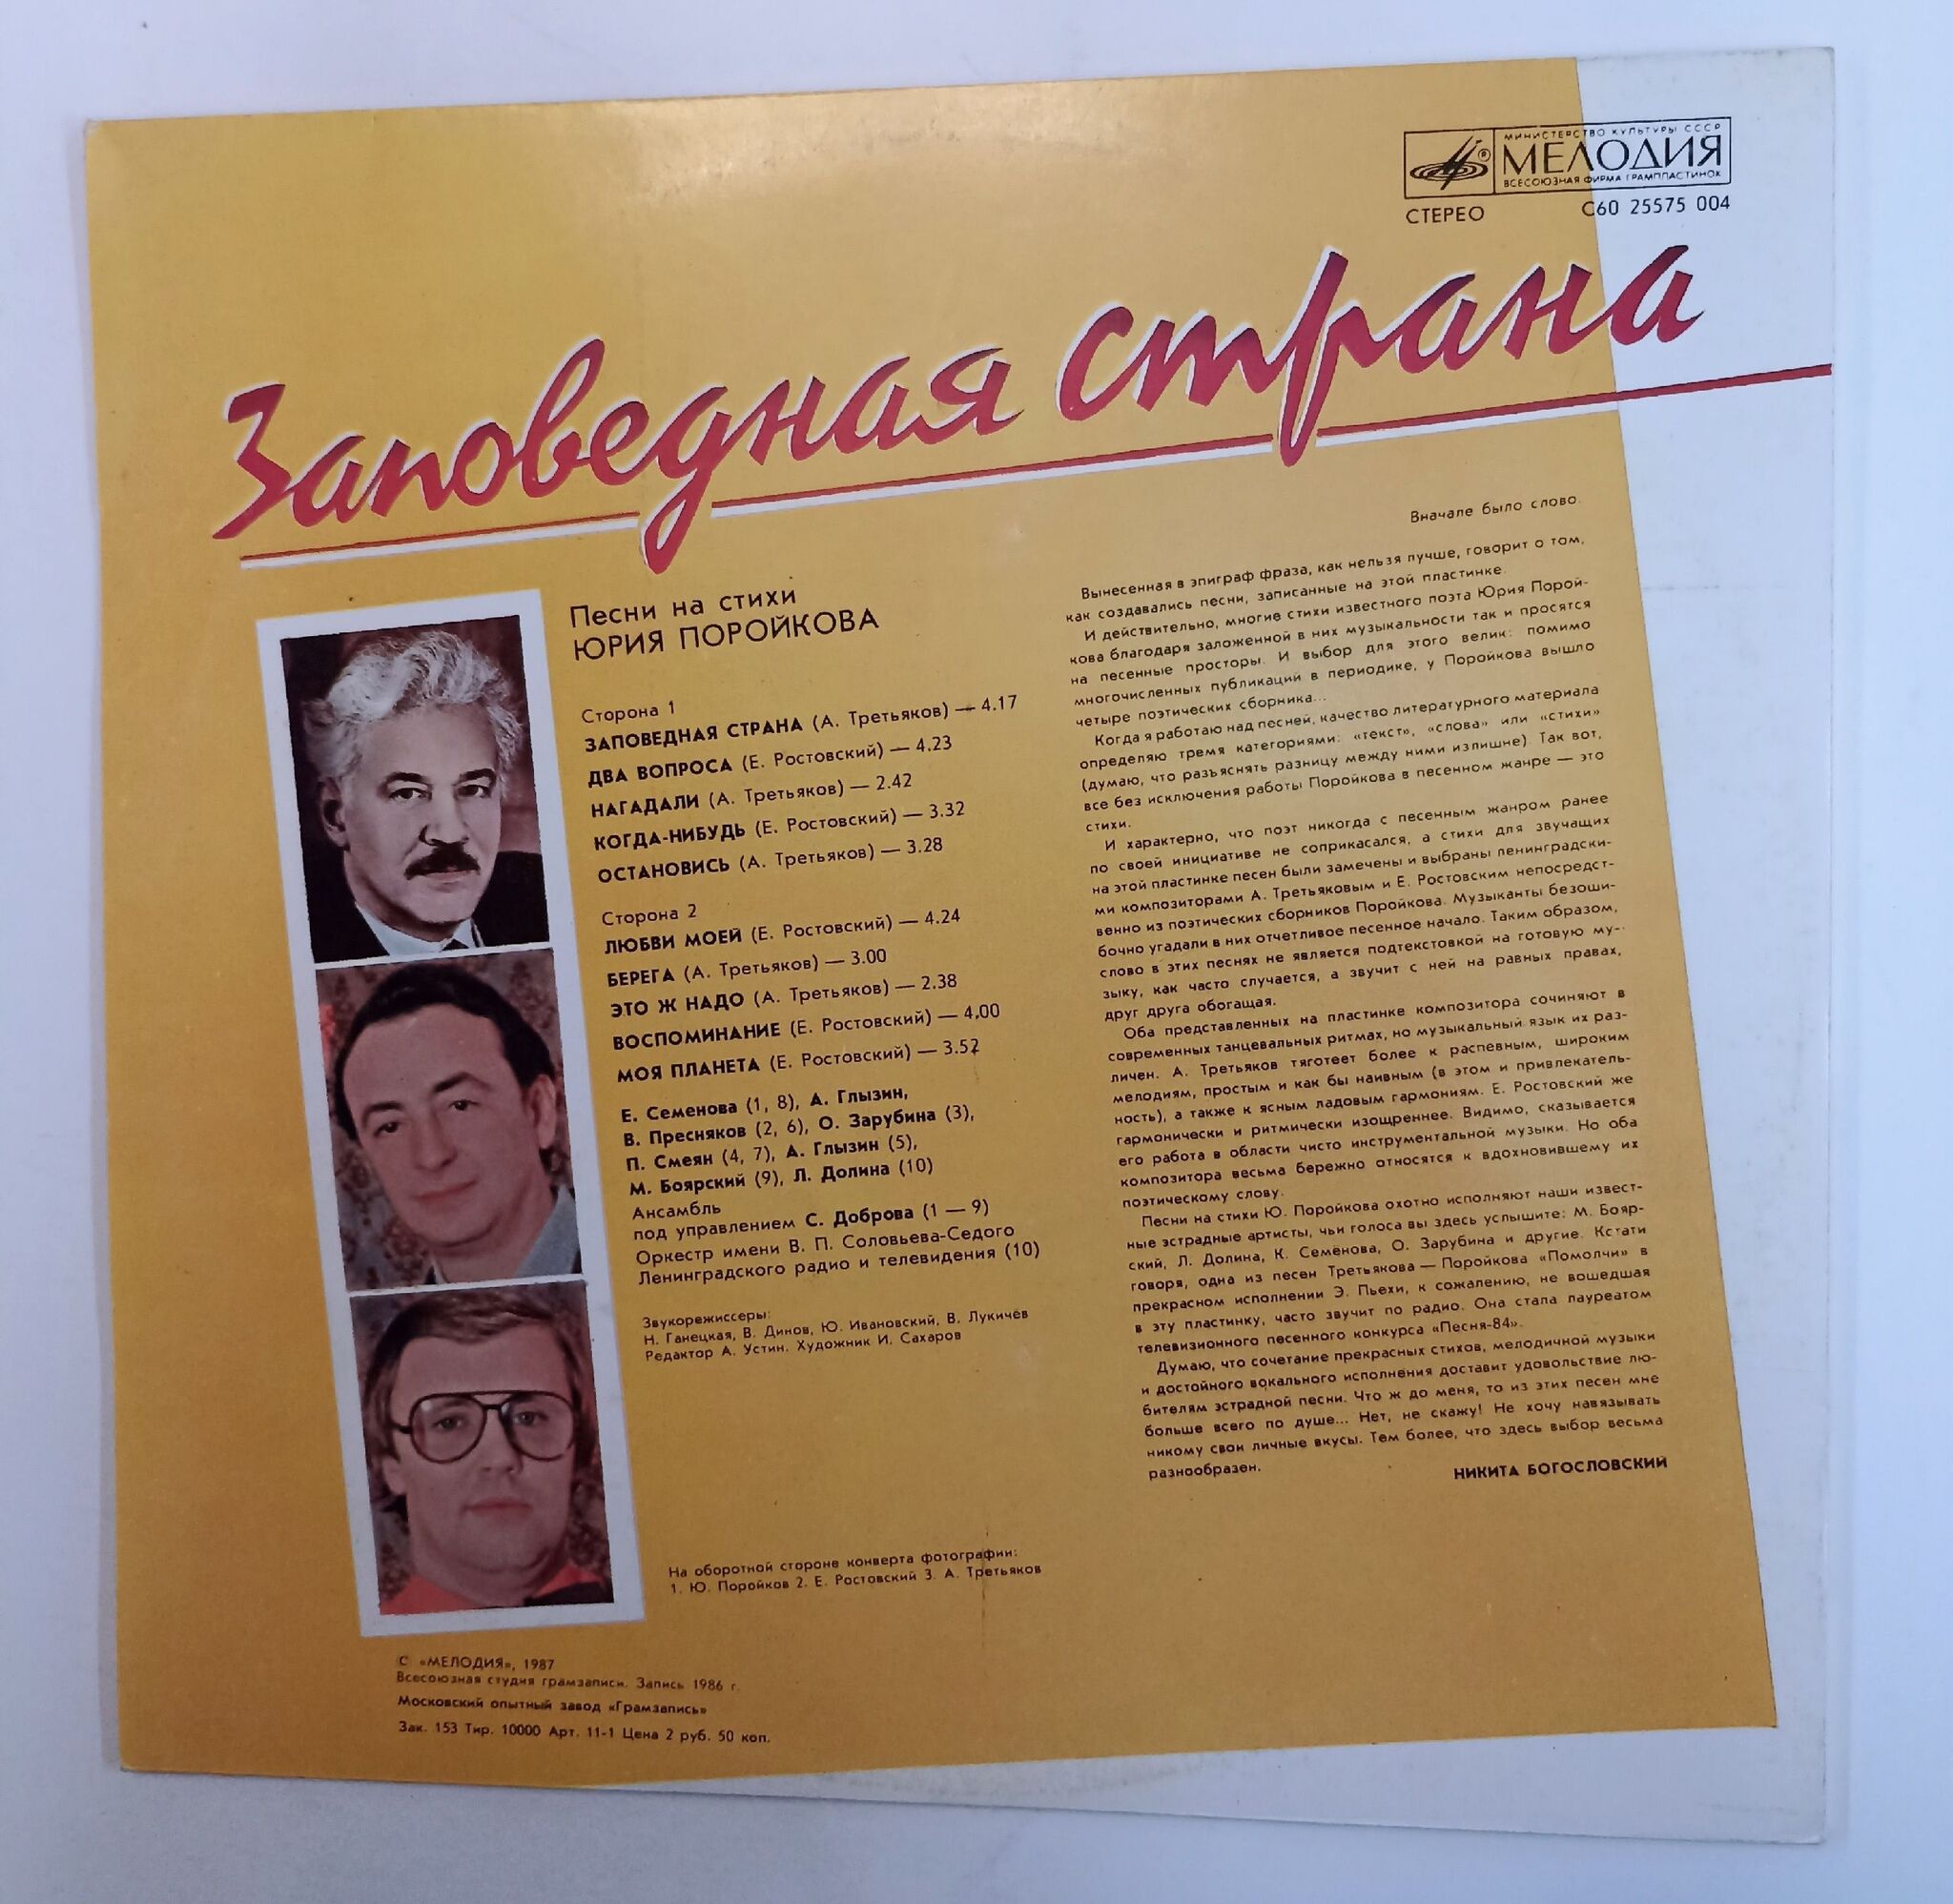 МИНИСТЕРСТВО КУЛЬТУРЫ СССР
МЕЛОДИЯ
ВСЕСОЮЗНАЯ ФИРМА ГРАМПЛАСТИНОК
СТЕРЕО С60 25575 004
Заповедная страна
Песни на стихи
ЮРИЯ ПОРОЙКОВА
Сторона 1
ЗАПОВЕДНАЯ СТРАНА (А. Третьяков) — 4.17
ДВА ВОПРОСА (Е. Ростовский) — 4.23
НАГАДАЛИ (А. Третьяков) — 2.42
КОГДА-НИБУДЬ (Е. Ростовский) — 3.32
ОСТАНОВИСЬ (А. Третьяков) — 3.28
Сторона 2
ЛЮБВИ МОЕЙ (Е. Ростовский) — 4.24
БЕРЕГА (А. Третьяков) — 3.00
ЭТО Ж НАДО (А. Третьяков) — 2.38
ВОСПОМИНАНИЕ (Е. Ростовский) — 4.00
МОЯ ПЛАНЕТА (Е. Ростовский) — 3.52
Е. Семенова (1, 8), А. Глызин,
В. Пресняков (2, 6), О. Зарубина (3),
П. Смеян (4, 7), А. Глызин (5),
М. Боярский (9), Л. Долина (10)
Ансамбль
под управлением С. Доброва (1 — 9)
Оркестр имени В. П. Соловьева-Седого
Ленинградского радио и телевидения (10)
Звукорежиссеры:
Н. Ганецкая, В. Динов, Ю. Ивановский, В. Лукичёв
Редактор А. Устин. Художник И. Сахаров
На оборотной стороне конверта фотографии:
1. Ю. Поройков 2. Е. Ростовский 3. А. Третьяков
С «МЕЛОДИЯ», 1987
Всесоюзная студия грамзаписи. Запись 1986 г.
Московский опытный завод «Грамзапись»
Зак. 153 Тир. 10000 Арт. 11-1 Цена 2 руб. 50 коп.
Вначале было слово.
Вынесенная в эпиграф фраза, как нельзя лучше, говорит о том,
как создавались песни, записанные на этой пластинке.
И действительно, многие стихи известного поэта Юрия Порой-
кова благодаря заложенной в них музыкальности так и просятся
на песенные просторы. И выбор для этого велик: помимо
многочисленных публикаций в периодике, у Поройкова вышло
четыре поэтических сборника...
Когда я работаю над песней, качество литературного материала
определяю тремя категориями: «текст», «слова» или «стихи»
(думаю, что разъяснять разницу между ними излишне). Так вот,
все без исключения работы Поройкова в песенном жанре — это
стихи.
И характерно, что поэт никогда с песенным жанром ранее
по своей инициативе не соприкасался, а стихи для звучащих
на этой пластинке песен были замечены и выбраны ленинградски-
ми композиторами А. Третьяковым и Е. Ростовским непосредст-
венно из поэтических сборников Поройкова. Музыканты безоши-
бочно угадали в них отчетливое песенное начало. Таким образом,
слово в этих песнях не является подтекстовкой на готовую му-
зыку, как часто случается, а звучит с ней на равных правах,
друг друга обогащая.
Оба представленных на пластинке композитора сочиняют в
современных танцевальных ритмах, но музыкальный язык их раз-
личен. А. Третьяков тяготеет более к распевным, широким
мелодиям, простым и как бы наивным (в этом и привлекатель-
ность), а также к ясным ладовым гармониям. Е. Ростовский же
гармонически и ритмически изощреннее. Видимо, сказывается
его работа в области чисто инструментальной музыки. Но оба
композитора весьма бережно относятся к вдохновившему их
поэтическому слову.
Песни на стихи Ю. Поройкова охотно исполняют наши извест-
ные эстрадные артисты, чьи голоса вы здесь услышите: М. Бояр-
ский, Л. Долина, К. Семёнова, О. Зарубина и другие. Кстати
говоря, одна из песен Третьякова — Поройкова «Помолчи» в
прекрасном исполнении Э. Пьехи, к сожалению, не вошедшая
в эту пластинку, часто звучит по радио. Она стала лауреатом
телевизионного песенного конкурса «Песня-84».
Думаю, что сочетание прекрасных стихов, мелодичной музыки
и достойного вокального исполнения доставит удовольствие лю-
бителям эстрадной песни. Что ж до меня, то из этих песен мне
больше всего по душе... Нет, не скажу! Не хочу навязывать
никому свои личные вкусы. Тем более, что здесь выбор весьма
разнообразен.
НИКИТА БОГОСЛОВСКИЙ